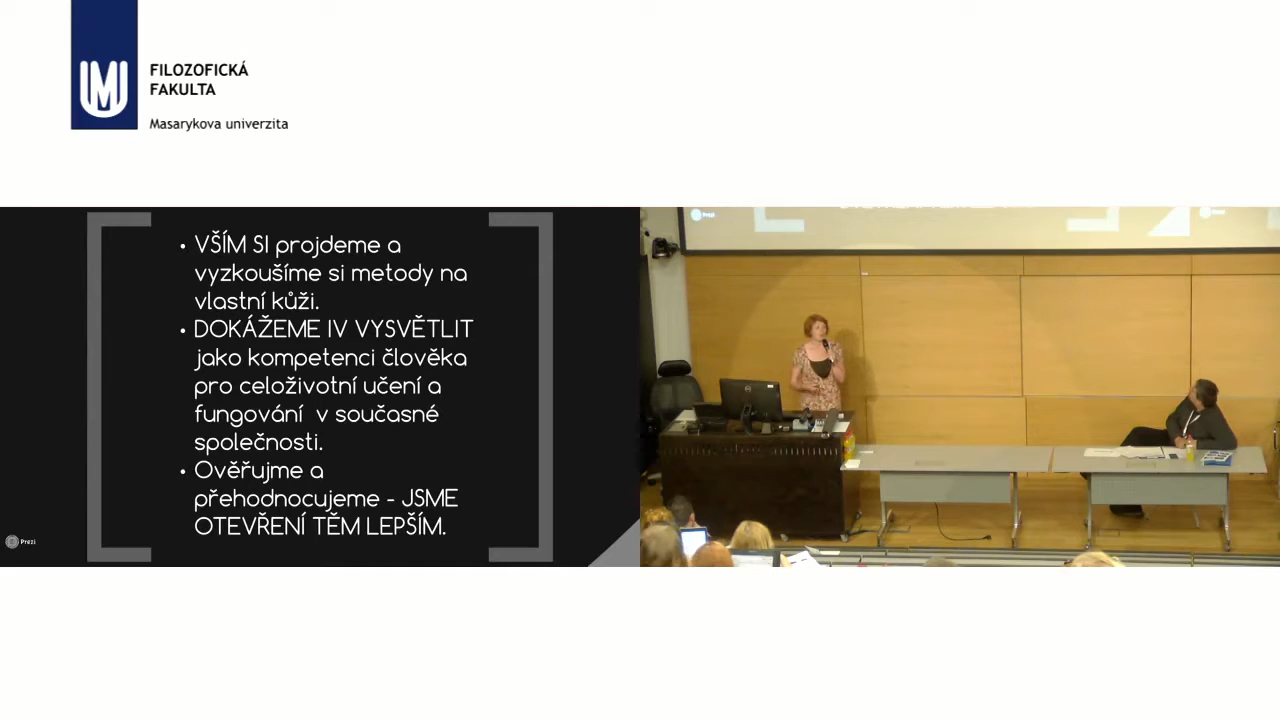 FILOZOFICKÁ
FAKULTA
Masarykova univerzita
• VŠÍM SI projdeme a
vyzkoušíme si metody na
vlastní kůži.
• DOKÁŽEME IV VYSVĚTLIT
jako kompetenci člověka
pro celoživotní učení a
fungování v současné
společnosti.
• Ověřujme a
přehodnocujeme - JSME
OTEVŘENÍ TĚM LEPŠÍM.
Prezi
Prezi